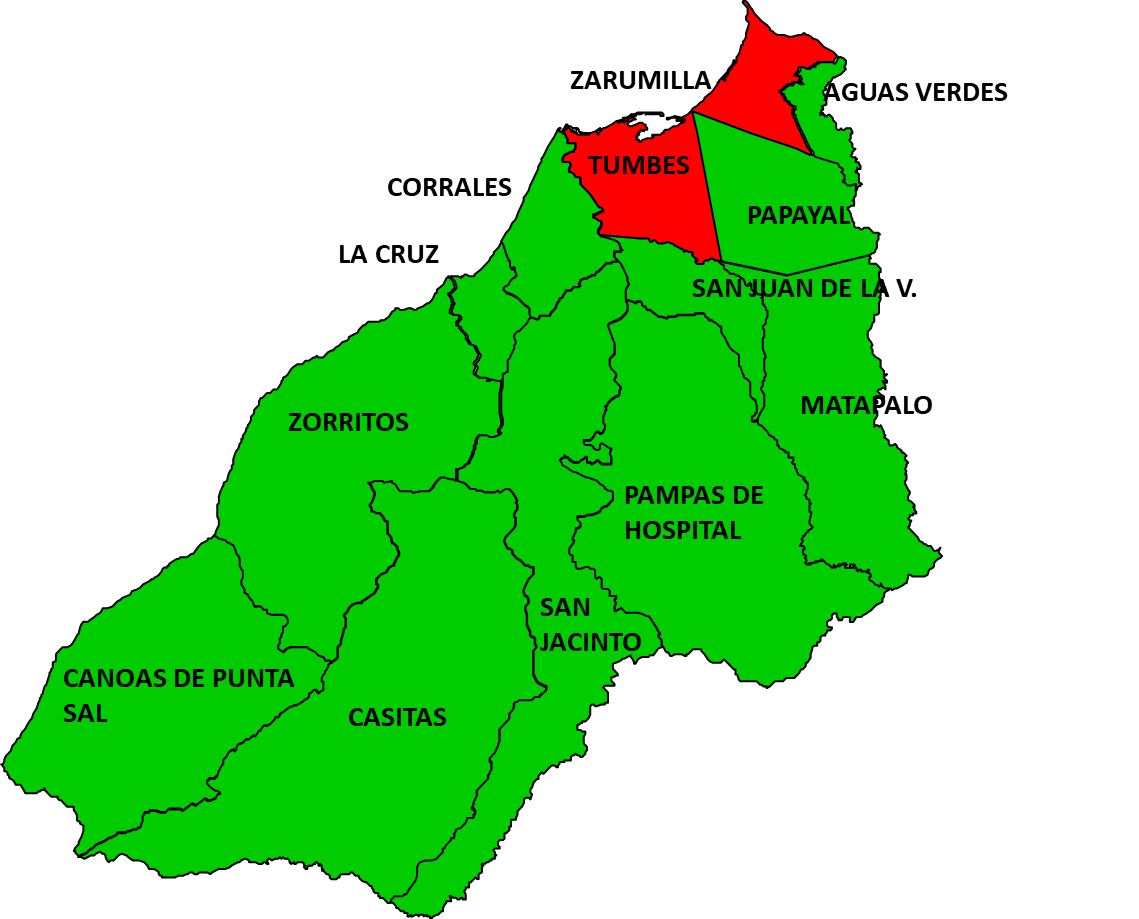 ZARUMILLA
AGUAS VERDES
TUMBES
CORRALES
PAPAYAL
LA CRUZ
SAN JUAN DE LA V.
MATAPALO
ZORRITOS
PAMPAS DE
HOSPITAL
SAN
JACINTO
CANOAS DE PUNTA
SAL
CASITAS